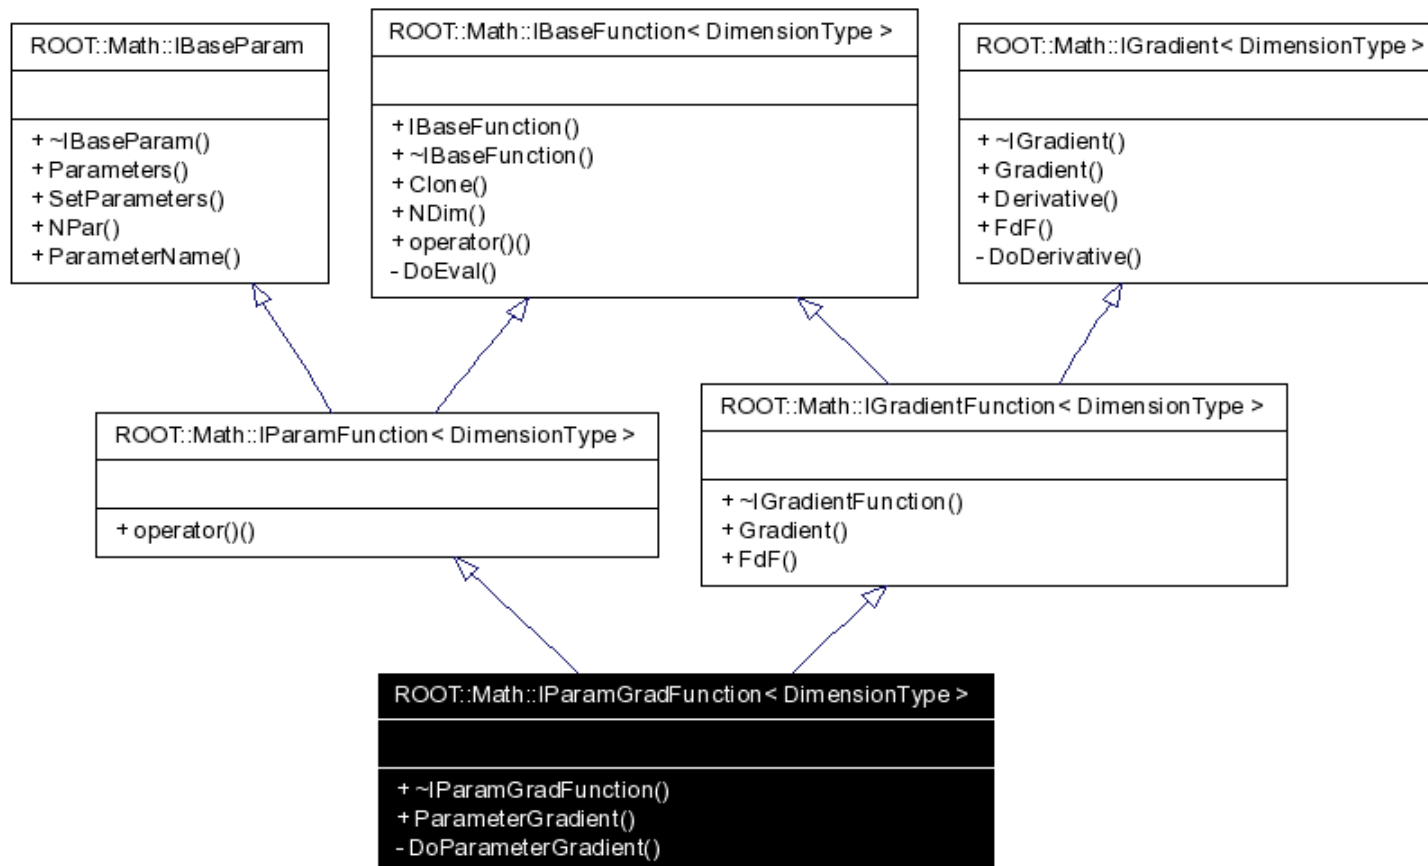 ROOT::Math::IBaseParam
+ ~IBaseParam()
+ Parameters()
+ SetParameters()
+ NPar()
+ ParameterName()
ROOT::Math::IBaseFunction< DimensionType >
+ IBaseFunction()
+ ~IBaseFunction()
+ Clone()
+ NDim()
+ operator()()
- DoEval()
ROOT::Math::IGradient< DimensionType >
+ ~IGradient()
+ Gradient()
+ Derivative()
+ FdF()
- DoDerivative()
ROOT::Math::IParamFunction< DimensionType >
+ operator()()
ROOT::Math::IGradientFunction< DimensionType >
+ ~IGradientFunction()
+ Gradient()
+ FdF()
ROOT::Math::IParamGradFunction< DimensionType >
+ ~IParamGradFunction()
+ ParameterGradient()
- DoParameterGradient()